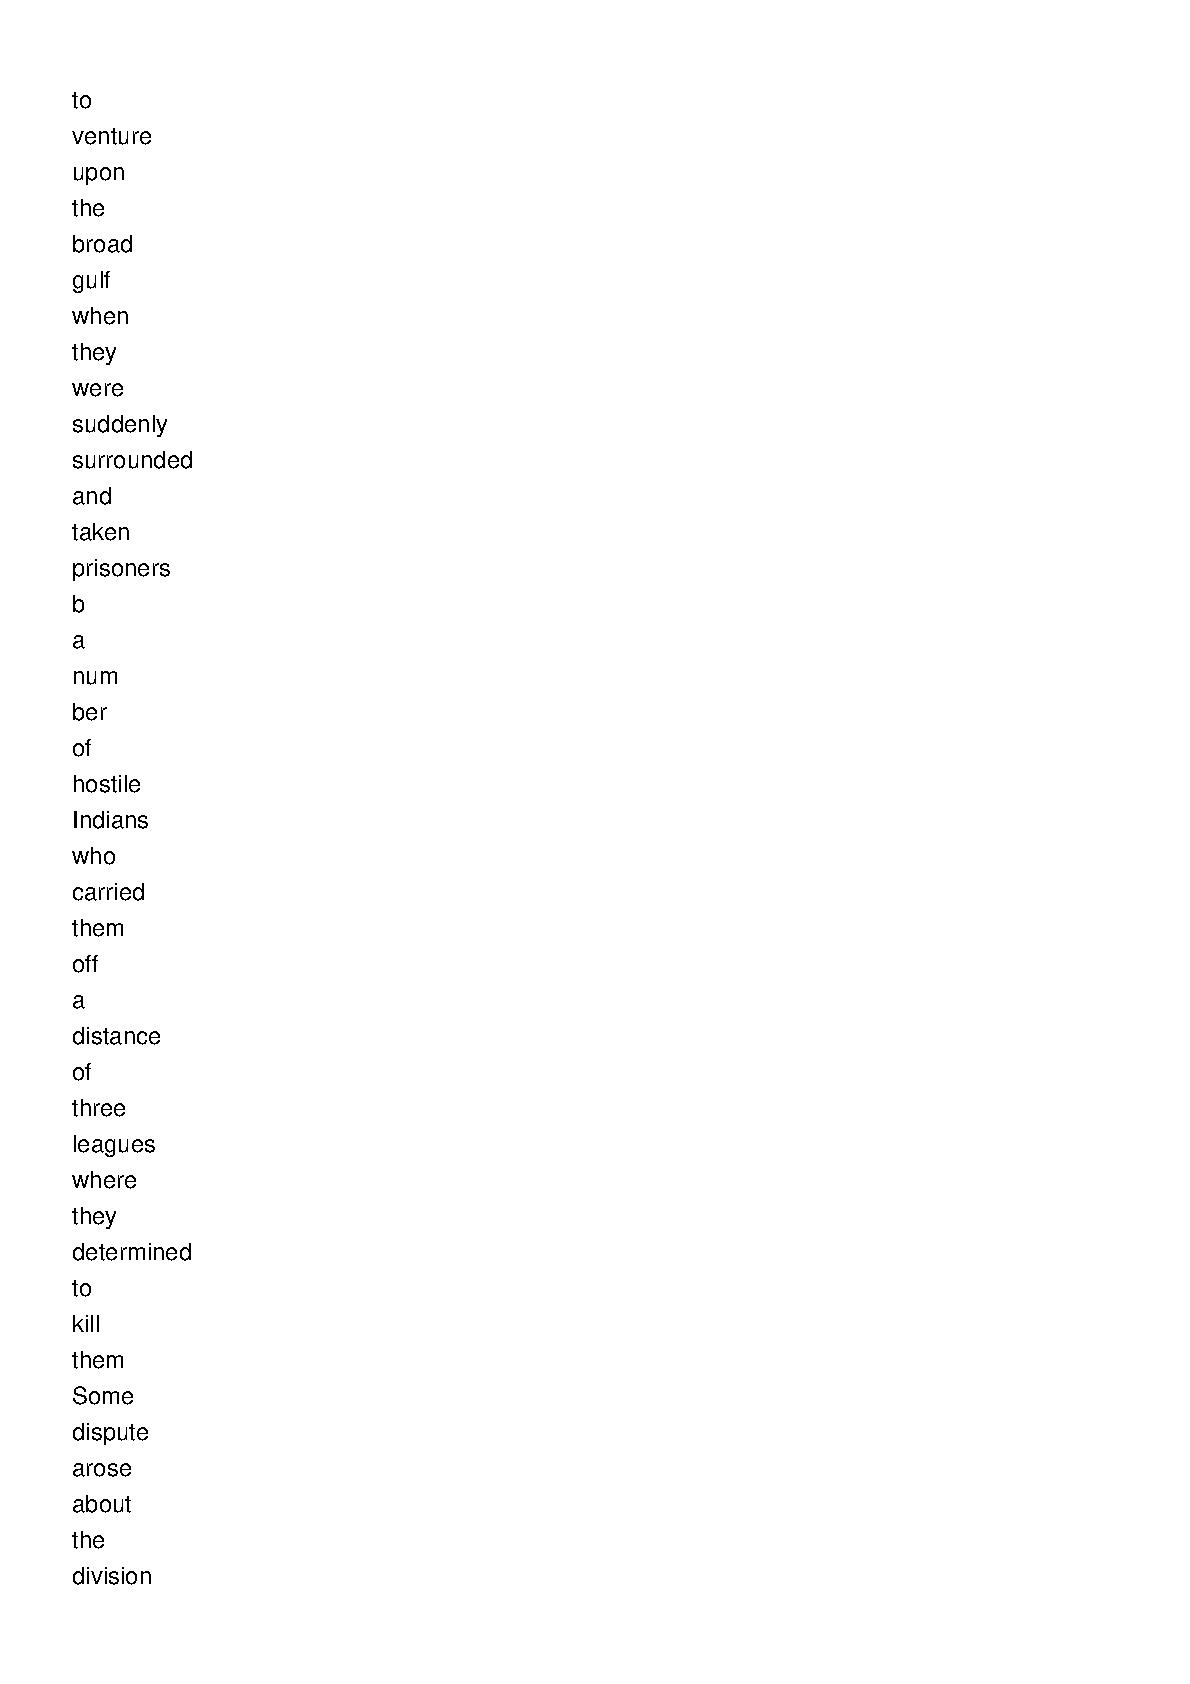 to
venture
upon
the
broad
gulf
when
they
were
suddenly
surrounded
and
taken
prisoners
b
a
num
ber
of
hostile
Indians
who
carried
them
off
a
distance
of
three
leagues
where
they
determined
to
kill
them
Some
dispute
arose
about
the
division